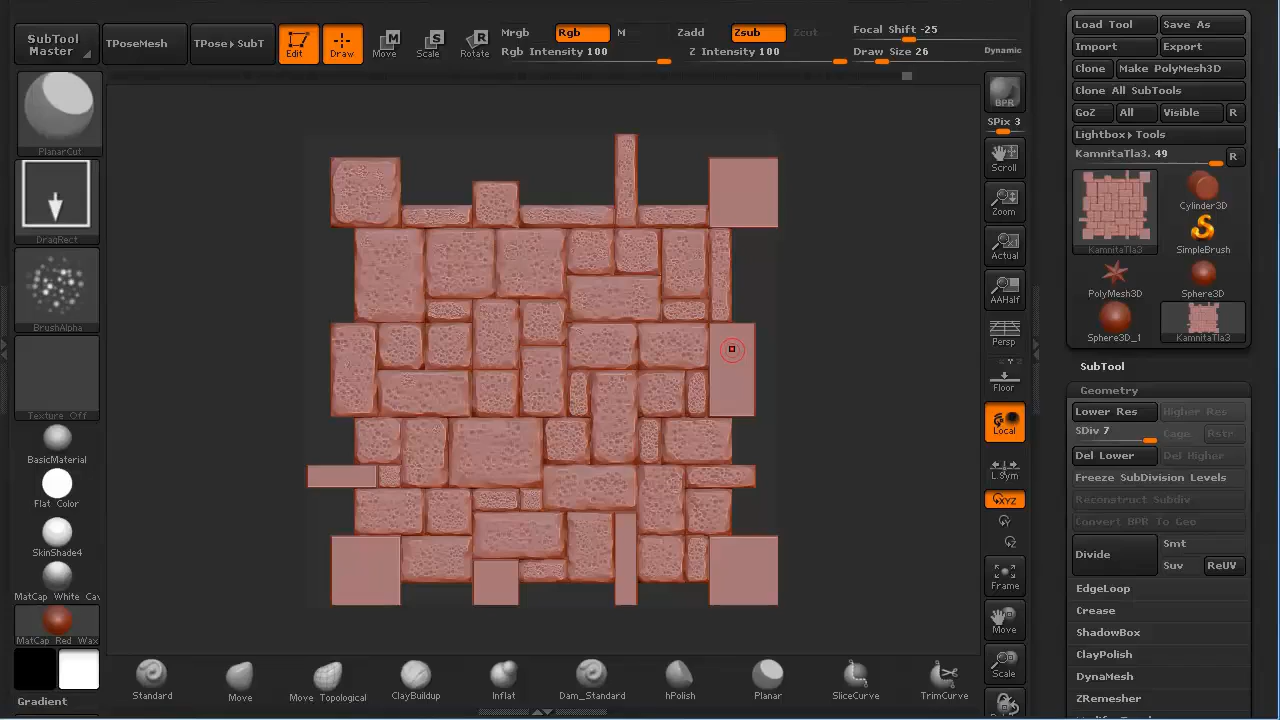 SubTool Master
TPoseMesh
TPose▸SubT
Edit
Draw
Move
Scale
Rotate
Mrgb
Rgb
M
Rgb Intensity 100
Zadd
Zsub
Zcut
Z Intensity 100
Focal Shift -25
Draw Size 26
Dynamic
PlanarCut
DragRect
BrushAlpha
Texture Off
BasicMaterial
Flat Color
SkinShade4
MatCap White Cav
MatCap Red Wax
Gradient
BPR
SPix 3
Scroll
Zoom
Actual
AAHalf
Persp
Floor
Local
L.Sym
XYZ
Frame
Move
Scale
Load Tool
Save As
Import
Export
Clone
Make PolyMesh3D
Clone All SubTools
GoZ
All
Visible
R
Lightbox▸Tools
KamnitaTla3. 49
R
KamnitaTla3
Cylinder3D
SimpleBrush
PolyMesh3D
Sphere3D
Sphere3D_1
KamnitaTla3
SubTool
Geometry
Lower Res
Higher Res
SDiv 7
Cage
Rstr
Del Lower
Del Higher
Freeze SubDivision Levels
Reconstruct Subdiv
Convert BPR To Geo
Divide
Smt
Suv
ReUV
EdgeLoop
Crease
ShadowBox
ClayPolish
DynaMesh
ZRemesher
Standard
Move
Move Topological
ClayBuildup
Inflat
Dam_Standard
hPolish
Planar
SliceCurve
TrimCurve